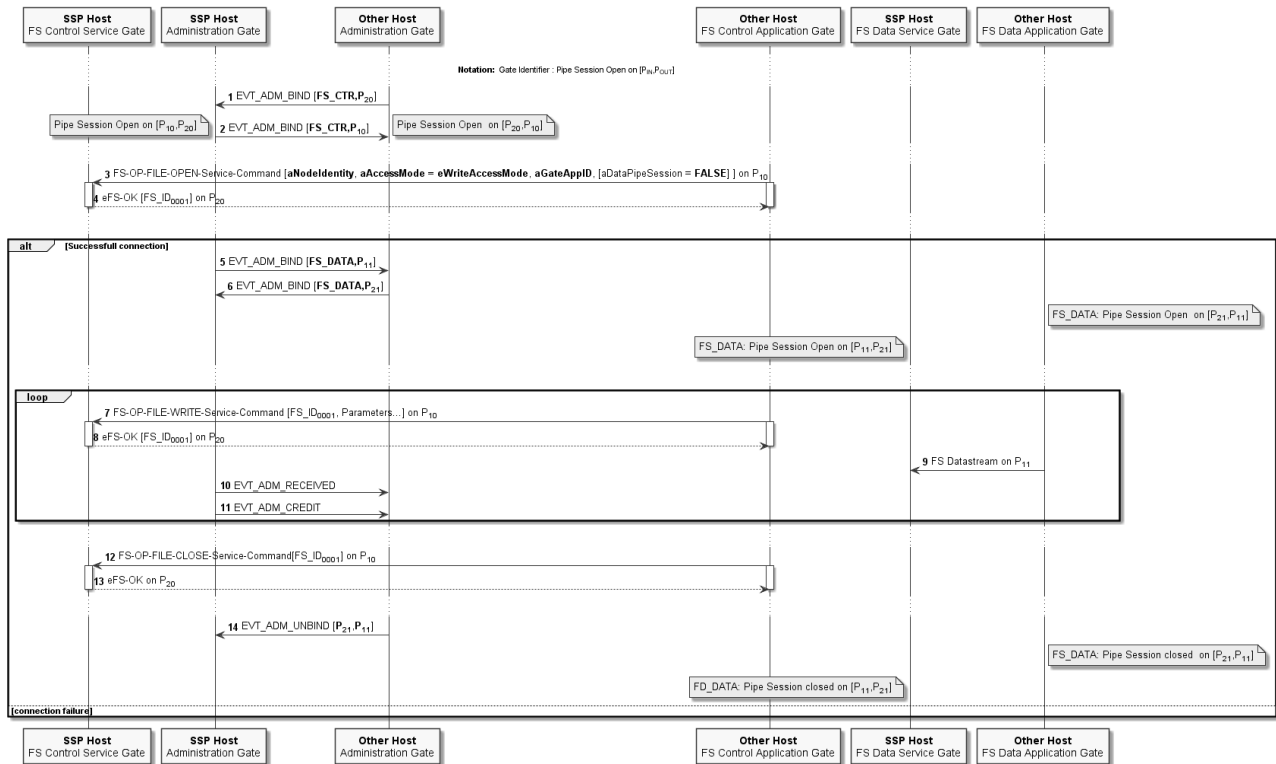 SSP Host
FS Control Service Gate
SSP Host
Administration Gate
Other Host
Administration Gate
Other Host
FS Control Application Gate
SSP Host
FS Data Service Gate
Other Host
FS Data Application Gate
Notation: Gate Identifier : Pipe Session Open on [PIN,POUT]
1 EVT_ADM_BIND [FS_CTR,P20]
Pipe Session Open on [P10,P20]
2 EVT_ADM_BIND [FS_CTR,P10]
Pipe Session Open on [P20,P10]
3 FS-OP-FILE-OPEN-Service-Command [aNodeIdentity, aAccessMode = eWriteAccessMode, aGateAppID, [aDataPipeSession = FALSE] ] on P10
4 eFS-OK [FS_ID0001] on P20
alt [Successfull connection]
5 EVT_ADM_BIND [FS_DATA,P11]
6 EVT_ADM_BIND [FS_DATA,P21]
FS_DATA: Pipe Session Open on [P21,P11]
FS_DATA: Pipe Session Open on [P11,P21]
loop
7 FS-OP-FILE-WRITE-Service-Command [FS_ID0001, Parameters...] on P10
8 eFS-OK [FS_ID0001] on P20
9 FS Datastream on P11
10 EVT_ADM_RECEIVED
11 EVT_ADM_CREDIT
12 FS-OP-FILE-CLOSE-Service-Command[FS_ID0001] on P10
13 eFS-OK on P20
14 EVT_ADM_UNBIND [P21,P11]
FS_DATA: Pipe Session closed on [P21,P11]
FD_DATA: Pipe Session closed on [P11,P21]
[connection failure]
SSP Host
FS Control Service Gate
SSP Host
Administration Gate
Other Host
Administration Gate
Other Host
FS Control Application Gate
SSP Host
FS Data Service Gate
Other Host
FS Data Application Gate